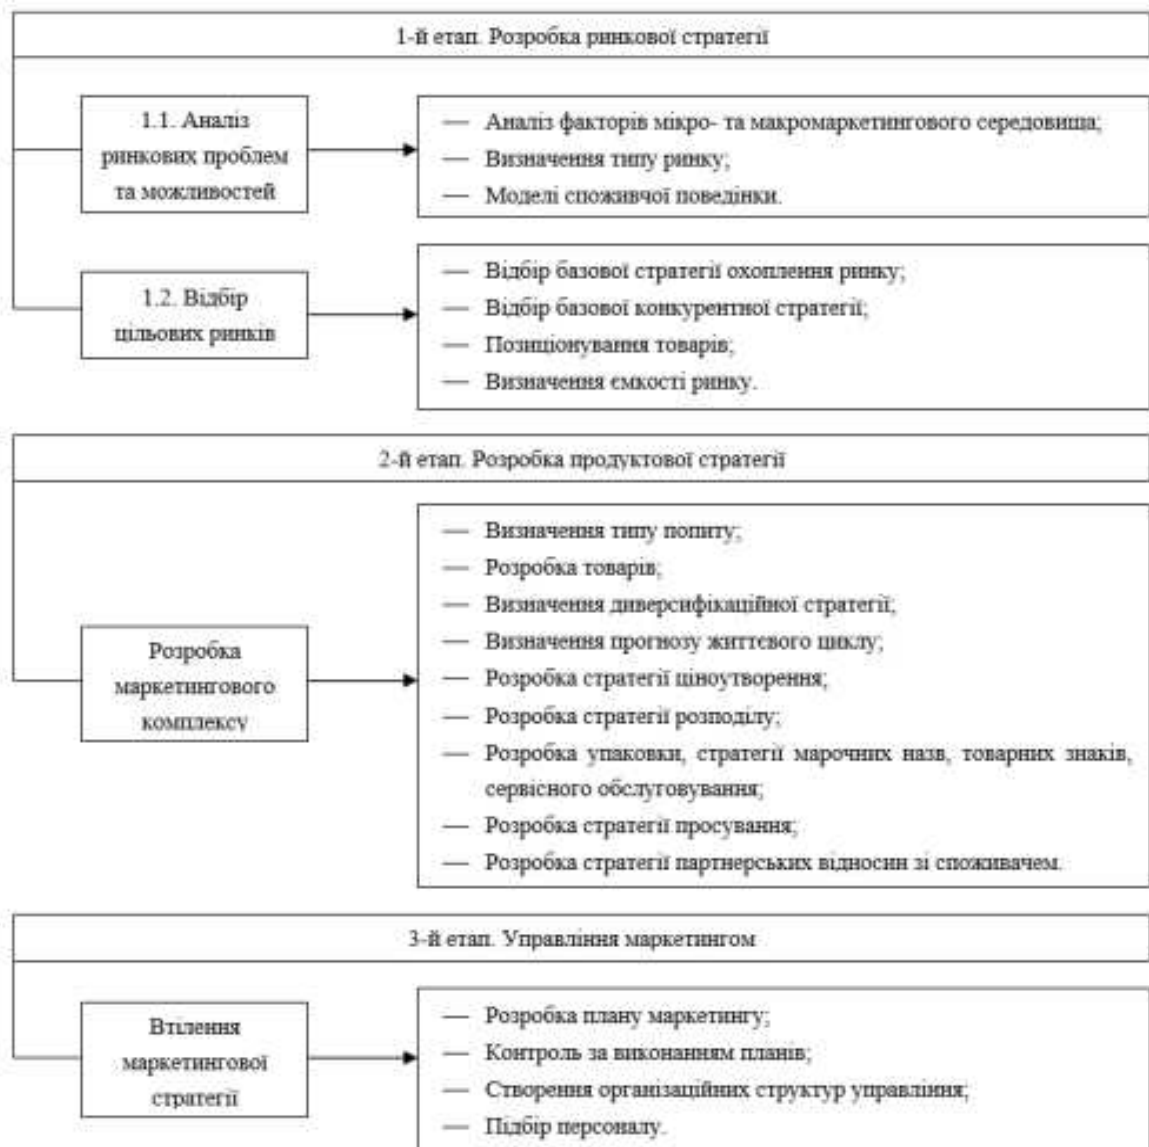 1-й етап. Розробка ринкової стратегії
1.1. Аналіз
ринкових проблем
та можливостей
— Аналіз факторів мікро- та макромаркетингового середовища;
— Визначення типу ринку;
— Моделі споживчої поведінки.
1.2. Відбір
цільових ринків
— Відбір базової стратегії охоплення ринку;
— Відбір базової конкурентної стратегії;
— Позиціонування товарів;
— Визначення ємкості ринку.
2-й етап. Розробка продуктової стратегії
Розробка
маркетингового
комплексу
— Визначення типу попиту;
— Розробка товарів;
— Визначення диверсифікаційної стратегії;
— Визначення прогнозу життєвого циклу;
— Розробка стратегії ціноутворення;
— Розробка стратегії розподілу;
— Розробка упаковки, стратегії марочних назв, товарних знаків,
сервісного обслуговування;
— Розробка стратегії просування;
— Розробка стратегії партнерських відносин зі споживачем.
3-й етап. Управління маркетингом
Втілення
маркетингової
стратегії
— Розробка плану маркетингу;
— Контроль за виконанням планів;
— Створення організаційних структур управління;
— Підбір персоналу.